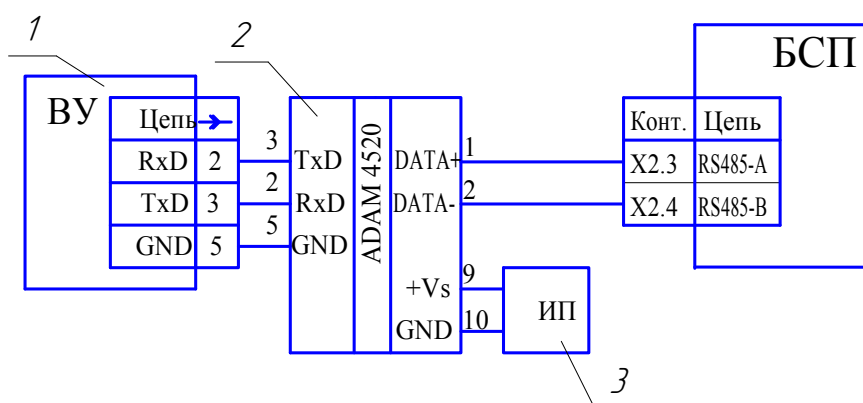 1
ВУ
Цепь
RxD 2
TxD 3
GND 5
2
3
2
5
TxD
RxD
GND
ADAM 4520
DATA+
DATA-
+Vs
GND
1
2
9
10
ИП
3
БСП
Конт. Цепь
X2.3 RS485-A
X2.4 RS485-B